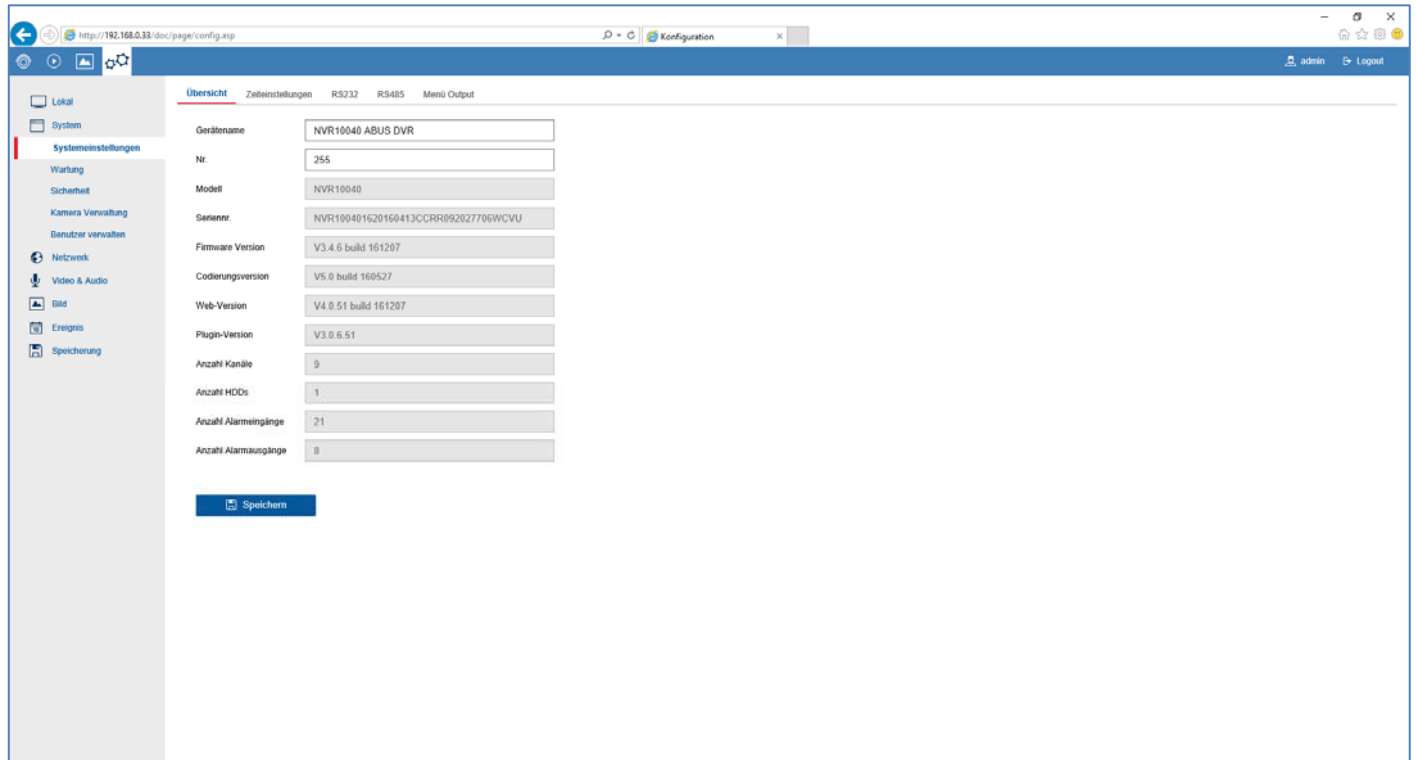 http://192.168.0.33/doc/page/config.asp
Konfiguration
admin
Logout
Lokal
System
Systemeinstellungen
Wartung
Sicherheit
Kamera Verwaltung
Benutzer verwalten
Netzwerk
Video & Audio
Bild
Ereignis
Speicherung
Übersicht Zeiteinstellungen RS232 RS485 Menü Output
Gerätename NVR10040 ABUS DVR
Nr. 255
Modell NVR10040
Seriennr. NVR100401620160413CCRR092027706WCVU
Firmware Version V3.4.6 build 161207
Codierungsversion V5.0 build 160527
Web-Version V4.0.51 build 161207
Plugin-Version V3.0.6.51
Anzahl Kanäle 9
Anzahl HDDs 1
Anzahl Alarmeingänge 21
Anzahl Alarmausgänge 8
Speichern